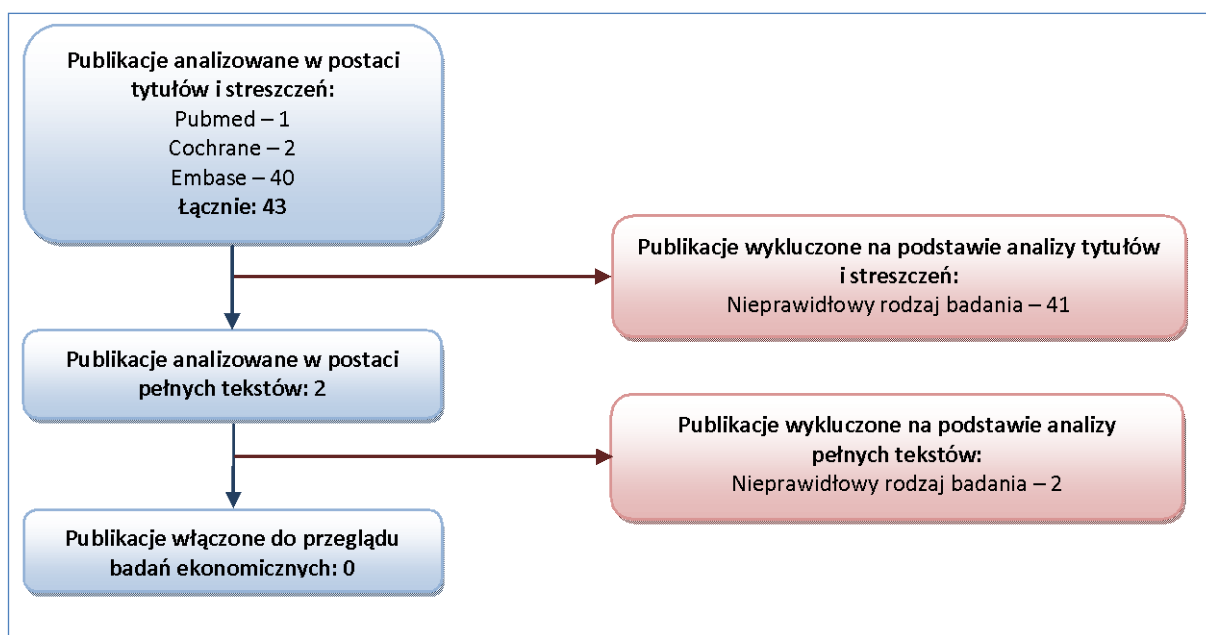 Publikacje analizowane w postaci
tytułów i streszczeń:
Pubmed – 1
Cochrane – 2
Embase – 40
Łącznie: 43
Publikacje wykluczone na podstawie analizy tytułów
i streszczeń:
Nieprawidłowy rodzaj badania – 41
Publikacje analizowane w postaci
pełnych tekstów: 2
Publikacje wykluczone na podstawie analizy
pełnych tekstów:
Nieprawidłowy rodzaj badania – 2
Publikacje włączone do przeglądu
badań ekonomicznych: 0